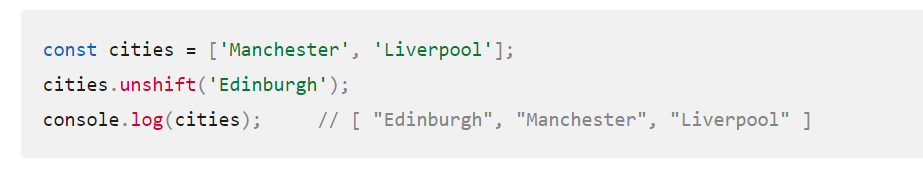 const cities = ['Manchester', 'Liverpool'];
cities.unshift('Edinburgh');
console.log(cities);     // [ "Edinburgh", "Manchester", "Liverpool" ]